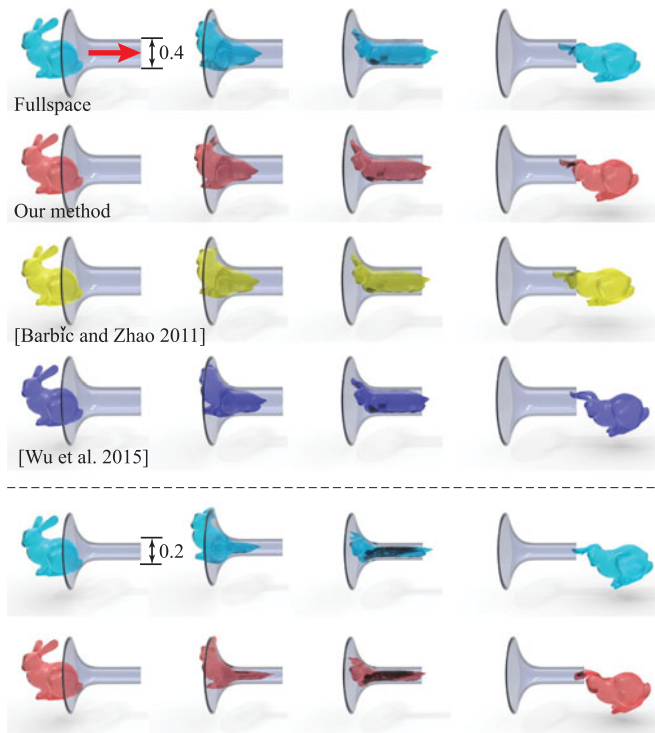 0.4
Fullspace
Our method
[Barbič and Zhao 2011]
[Wu et al. 2015]
0.2